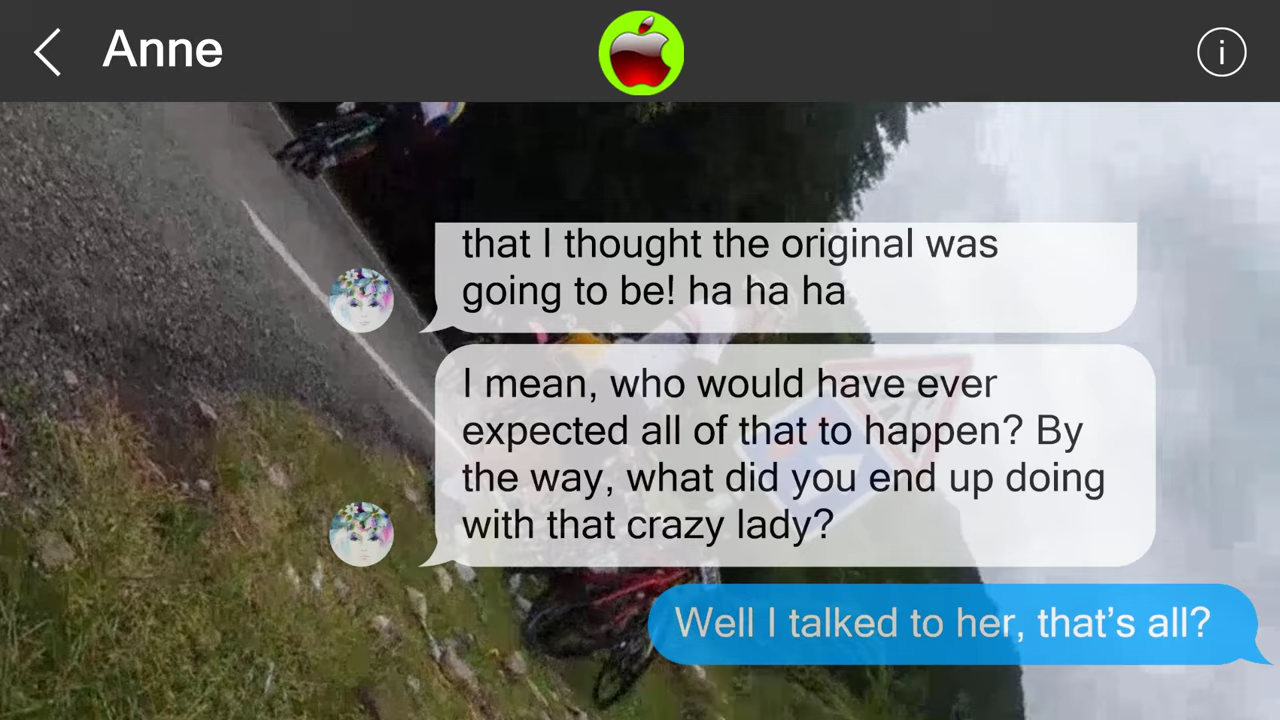 Anne
i
that I thought the original was
going to be! ha ha ha
I mean, who would have ever
expected all of that to happen? By
the way, what did you end up doing
with that crazy lady?
Well I talked to her, that’s all?